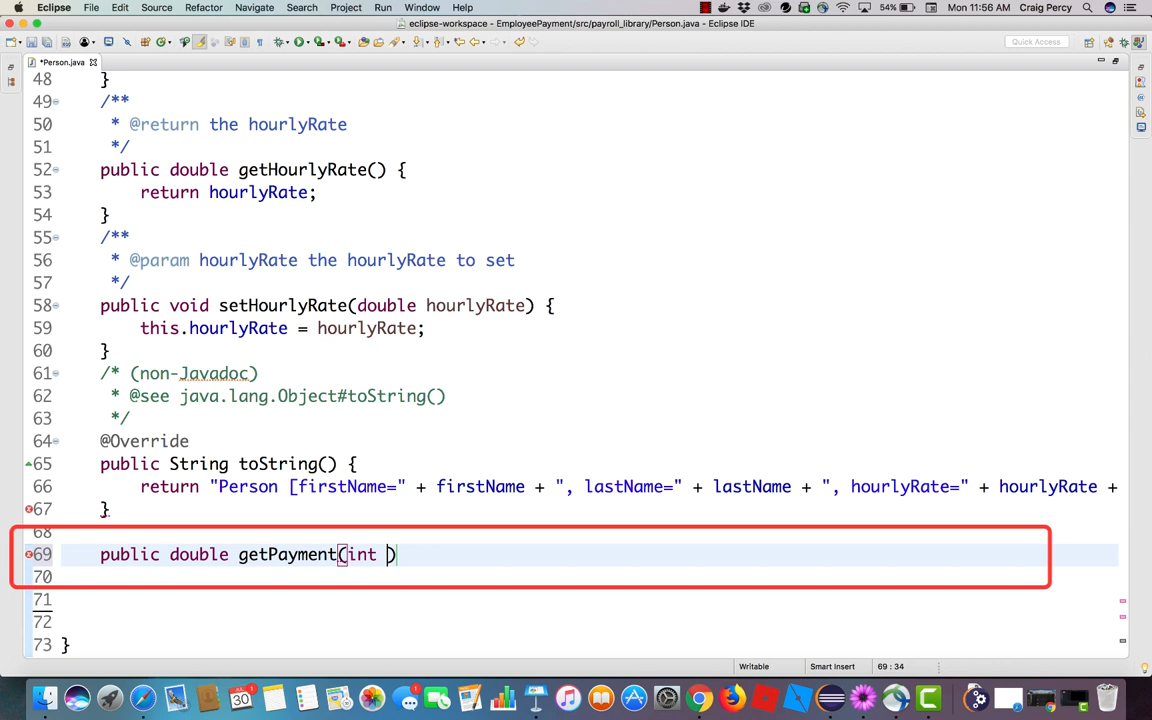 Eclipse File Edit Source Refactor Navigate Search Project Run Window Help 54% Mon 11:56 AM Craig Percy
eclipse-workspace - EmployeePayment/src/payroll_library/Person.java - Eclipse IDE
Quick Access
*Person.java
48 }
49 /**
50 * @return the hourlyRate
51 */
52 public double getHourlyRate() {
53 return hourlyRate;
54 }
55 /**
56 * @param hourlyRate the hourlyRate to set
57 */
58 public void setHourlyRate(double hourlyRate) {
59 this.hourlyRate = hourlyRate;
60 }
61 /* (non-Javadoc)
62 * @see java.lang.Object#toString()
63 */
64 @Override
65 public String toString() {
66 return "Person [firstName=" + firstName + ", lastName=" + lastName + ", hourlyRate=" + hourlyRate +
67 }
68
69 public double getPayment(int )
70
71
72
73 }
Writable Smart Insert 69 : 34
30